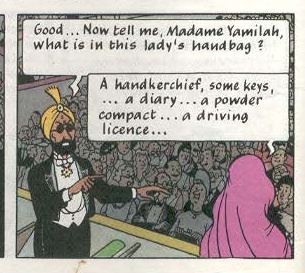 Good... Now tell me, Madame Yamilah,
what is in this lady's handbag ?
A handkerchief, some keys,
... a diary... a powder
compact... a driving
licence...